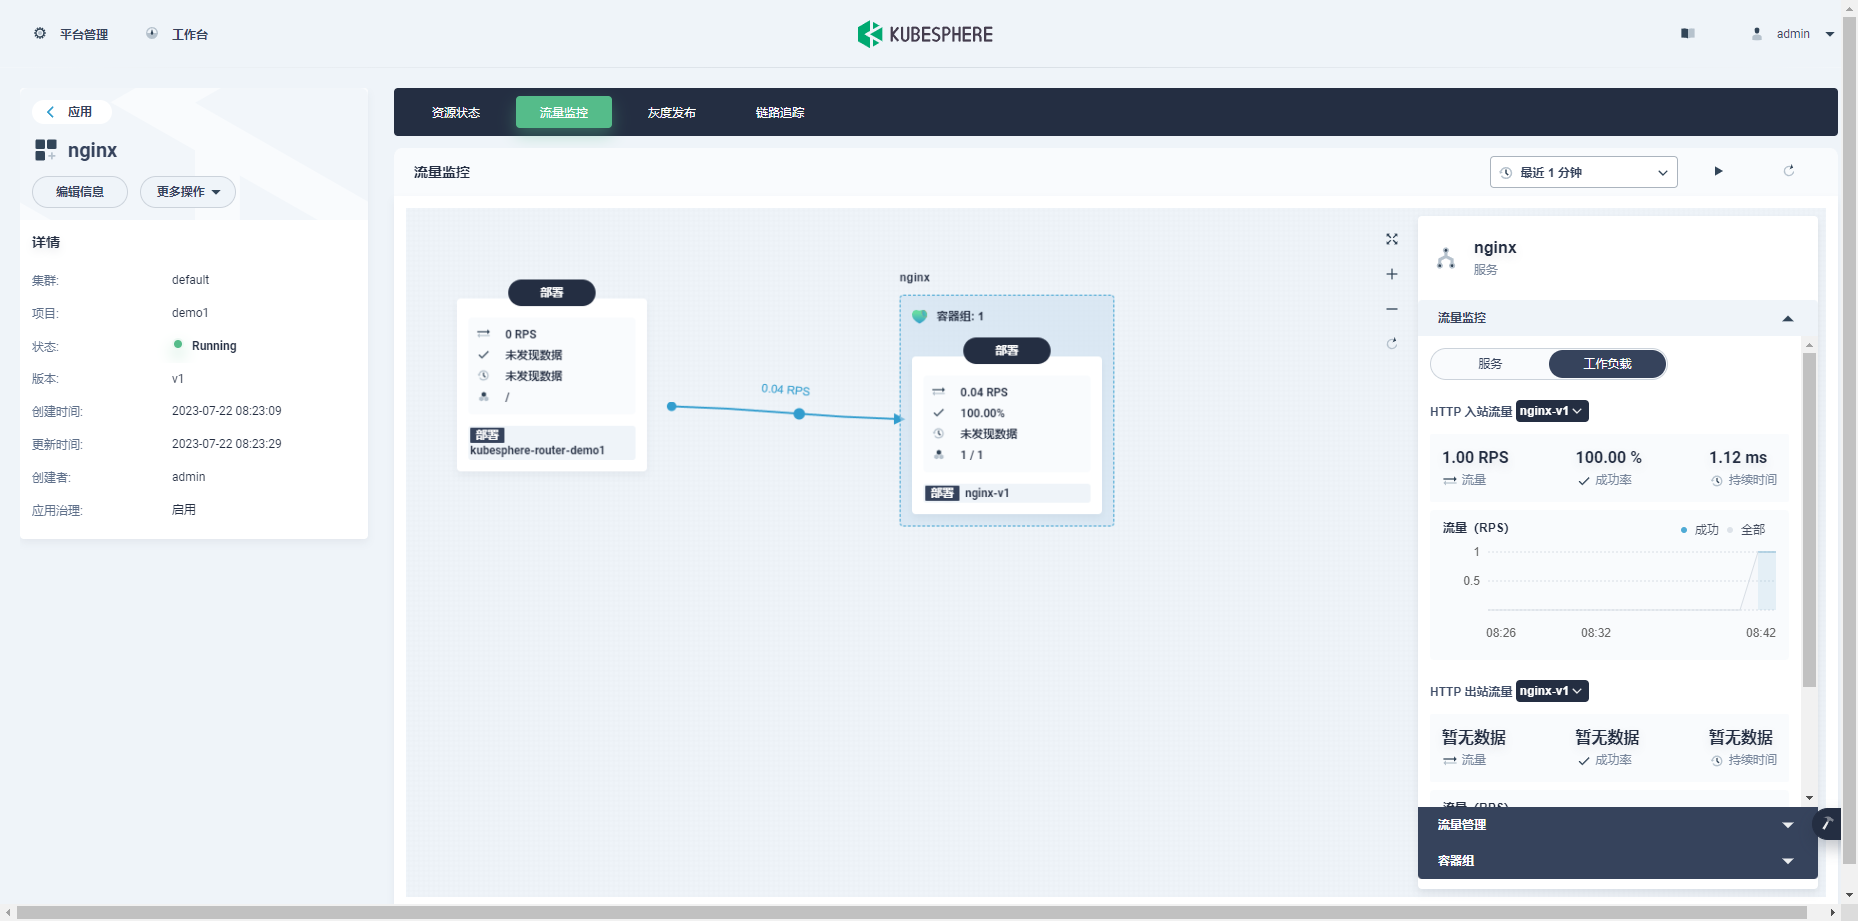 平台管理
工作台
KUBESPHERE
admin
应用
nginx
编辑信息
更多操作
详情
集群:
default
项目:
demo1
状态:
Running
版本:
v1
创建时间:
2023-07-22 08:23:09
更新时间:
2023-07-22 08:23:29
创建者:
admin
应用治理:
启用
资源状态
流量监控
灰度发布
链路追踪
流量监控
最近 1 分钟
部署
0 RPS
未发现数据
未发现数据
/
部署
kubesphere-router-demo1
0.04 RPS
nginx
容器组: 1
部署
0.04 RPS
100.00%
未发现数据
1 / 1
部署 nginx-v1
nginx
服务
流量监控
服务
工作负载
HTTP 入站流量 nginx-v1
1.00 RPS
流量
100.00 %
成功率
1.12 ms
持续时间
流量（RPS）
成功
全部
1
0.5
08:26
08:32
08:42
HTTP 出站流量 nginx-v1
暂无数据
流量
暂无数据
成功率
暂无数据
持续时间
流量（RPS）
流量管理
容器组